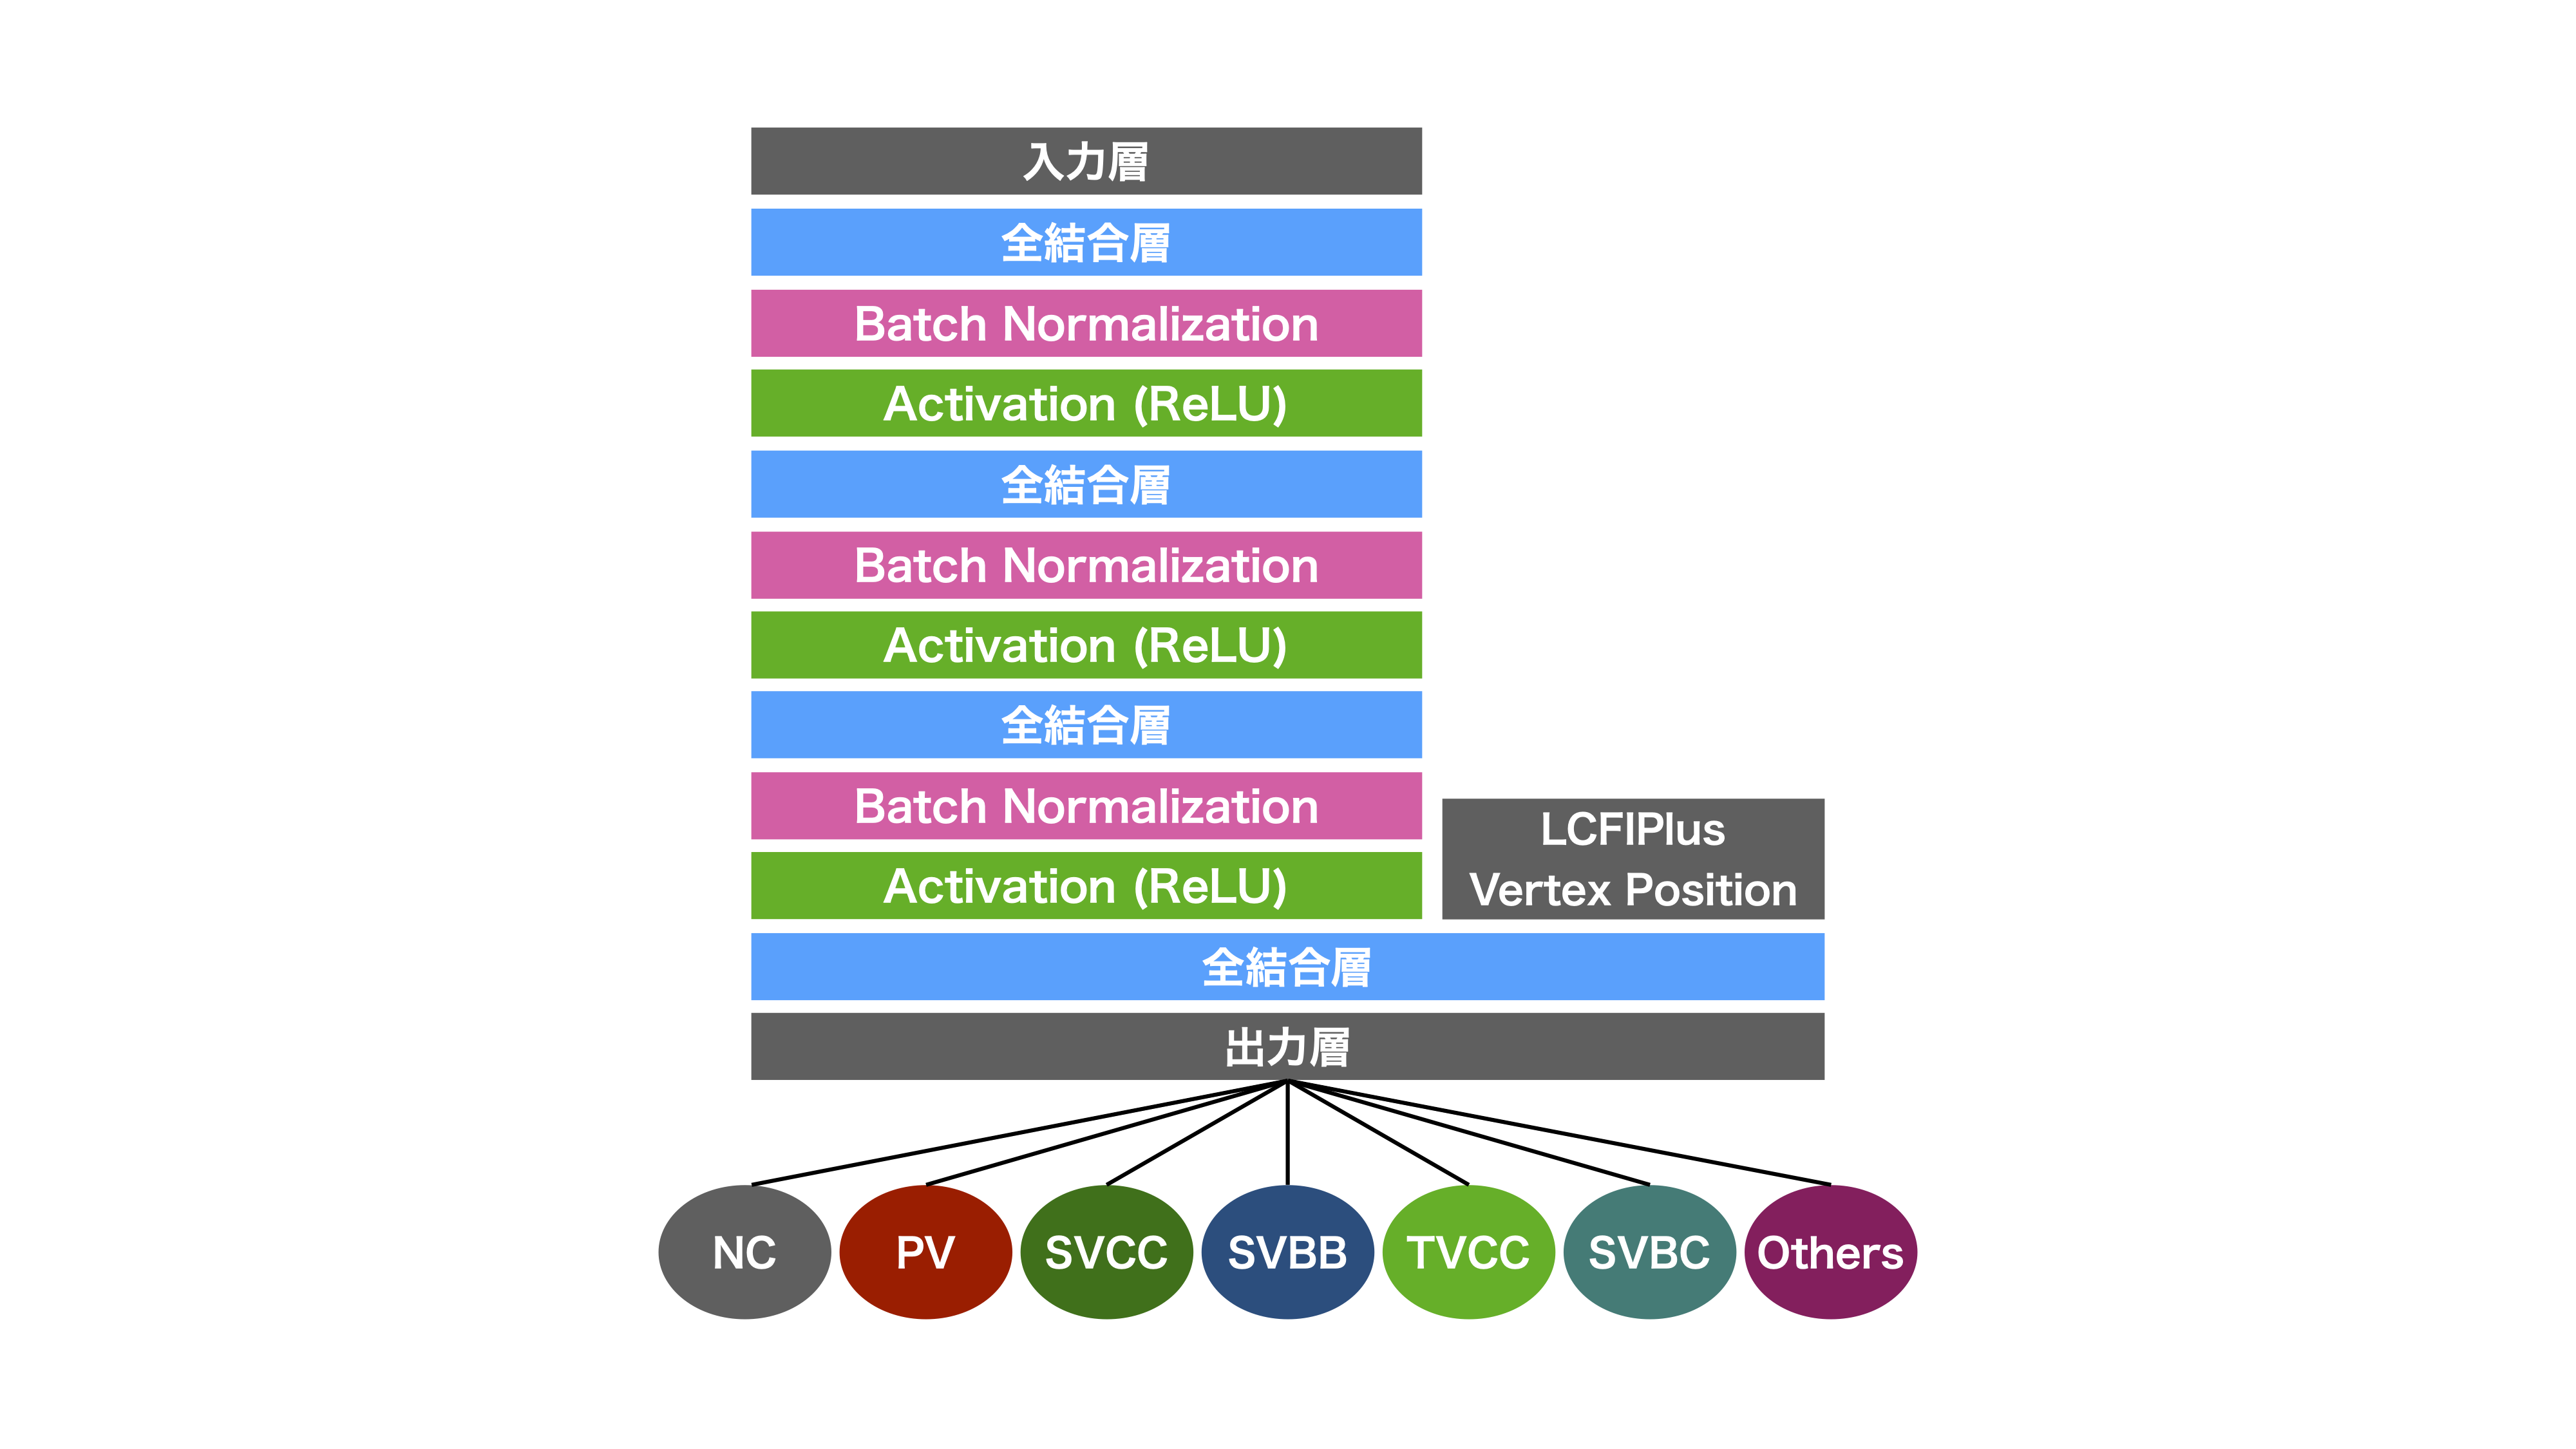 入力層
全結合層
Batch Normalization
Activation (ReLU)
全結合層
Batch Normalization
Activation (ReLU)
全結合層
Batch Normalization
Activation (ReLU)
LCFIPlus
Vertex Position
全結合層
出力層
NC
PV
SVCC
SVBB
TVCC
SVBC
Others